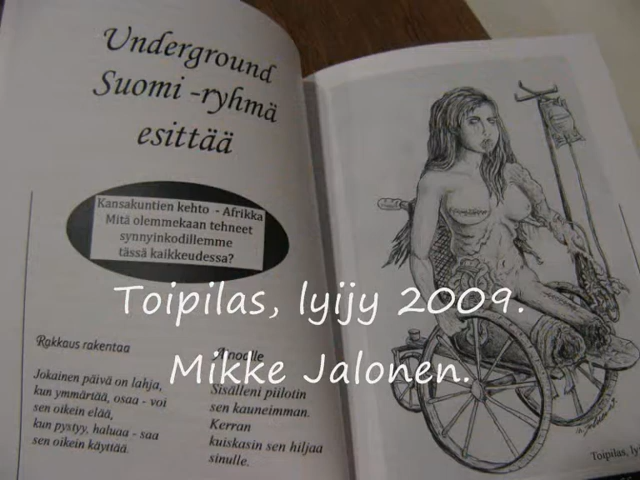 Underground
Suomi -ryhmä
esittää
Kansakuntien kehto - Afrikka
Mitä olemmekaan tehneet
synnyinkodillemme
tässä kaikkeudessa?
Toipilas, lyijy 2009.
Mikke Jalonen.
Rakkaus rakentaa
Jokainen päivä on lahja,
kun ymmärtää, osaa - voi
sen oikein elää,
kun pystyy, haluaa - saa
sen oikein käyttää.
Sisälleni piilotin
sen kauneimman.
Kerran
kuiskasin sen hiljaa
sinulle.
Toipilas, ly